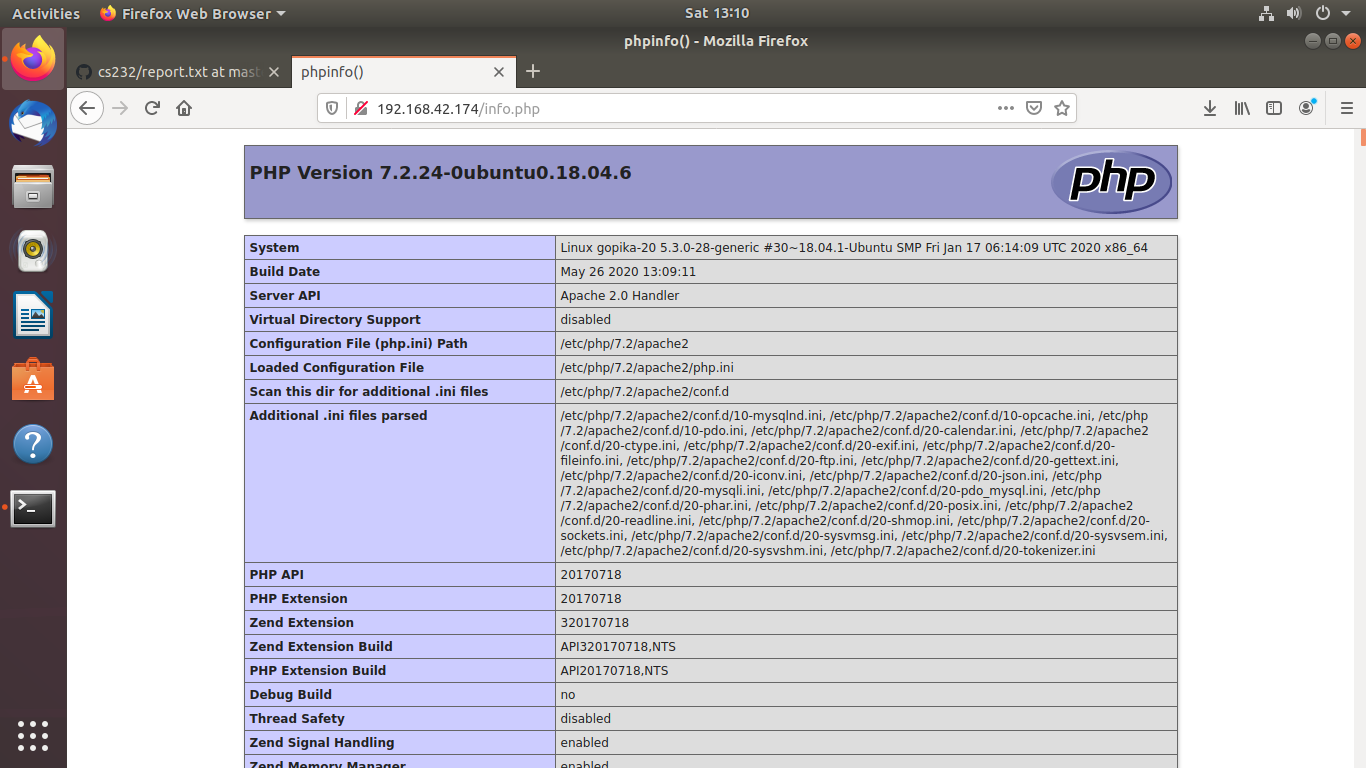 Activities
Firefox Web Browser
Sat 13:10
phpinfo() - Mozilla Firefox
cs232/report.txt at mast
phpinfo()
192.168.42.174/info.php
PHP Version 7.2.24-0ubuntu0.18.04.6
php
System Linux gopika-20 5.3.0-28-generic #30~18.04.1-Ubuntu SMP Fri Jan 17 06:14:09 UTC 2020 x86_64
Build Date May 26 2020 13:09:11
Server API Apache 2.0 Handler
Virtual Directory Support disabled
Configuration File (php.ini) Path /etc/php/7.2/apache2
Loaded Configuration File /etc/php/7.2/apache2/php.ini
Scan this dir for additional .ini files /etc/php/7.2/apache2/conf.d
Additional .ini files parsed /etc/php/7.2/apache2/conf.d/10-mysqlnd.ini, /etc/php/7.2/apache2/conf.d/10-opcache.ini, /etc/php
/7.2/apache2/conf.d/10-pdo.ini, /etc/php/7.2/apache2/conf.d/20-calendar.ini, /etc/php/7.2/apache2
/conf.d/20-ctype.ini, /etc/php/7.2/apache2/conf.d/20-exif.ini, /etc/php/7.2/apache2/conf.d/20-
fileinfo.ini, /etc/php/7.2/apache2/conf.d/20-ftp.ini, /etc/php/7.2/apache2/conf.d/20-gettext.ini,
/etc/php/7.2/apache2/conf.d/20-iconv.ini, /etc/php/7.2/apache2/conf.d/20-json.ini, /etc/php
/7.2/apache2/conf.d/20-mysqli.ini, /etc/php/7.2/apache2/conf.d/20-pdo_mysql.ini, /etc/php
/7.2/apache2/conf.d/20-phar.ini, /etc/php/7.2/apache2/conf.d/20-posix.ini, /etc/php/7.2/apache2
/conf.d/20-readline.ini, /etc/php/7.2/apache2/conf.d/20-shmop.ini, /etc/php/7.2/apache2/conf.d/20-
sockets.ini, /etc/php/7.2/apache2/conf.d/20-sysvmsg.ini, /etc/php/7.2/apache2/conf.d/20-sysvsem.ini,
/etc/php/7.2/apache2/conf.d/20-sysvshm.ini, /etc/php/7.2/apache2/conf.d/20-tokenizer.ini
PHP API 20170718
PHP Extension 20170718
Zend Extension 320170718
Zend Extension Build API320170718,NTS
PHP Extension Build API20170718,NTS
Debug Build no
Thread Safety disabled
Zend Signal Handling enabled
Zend Memory Manager enabled